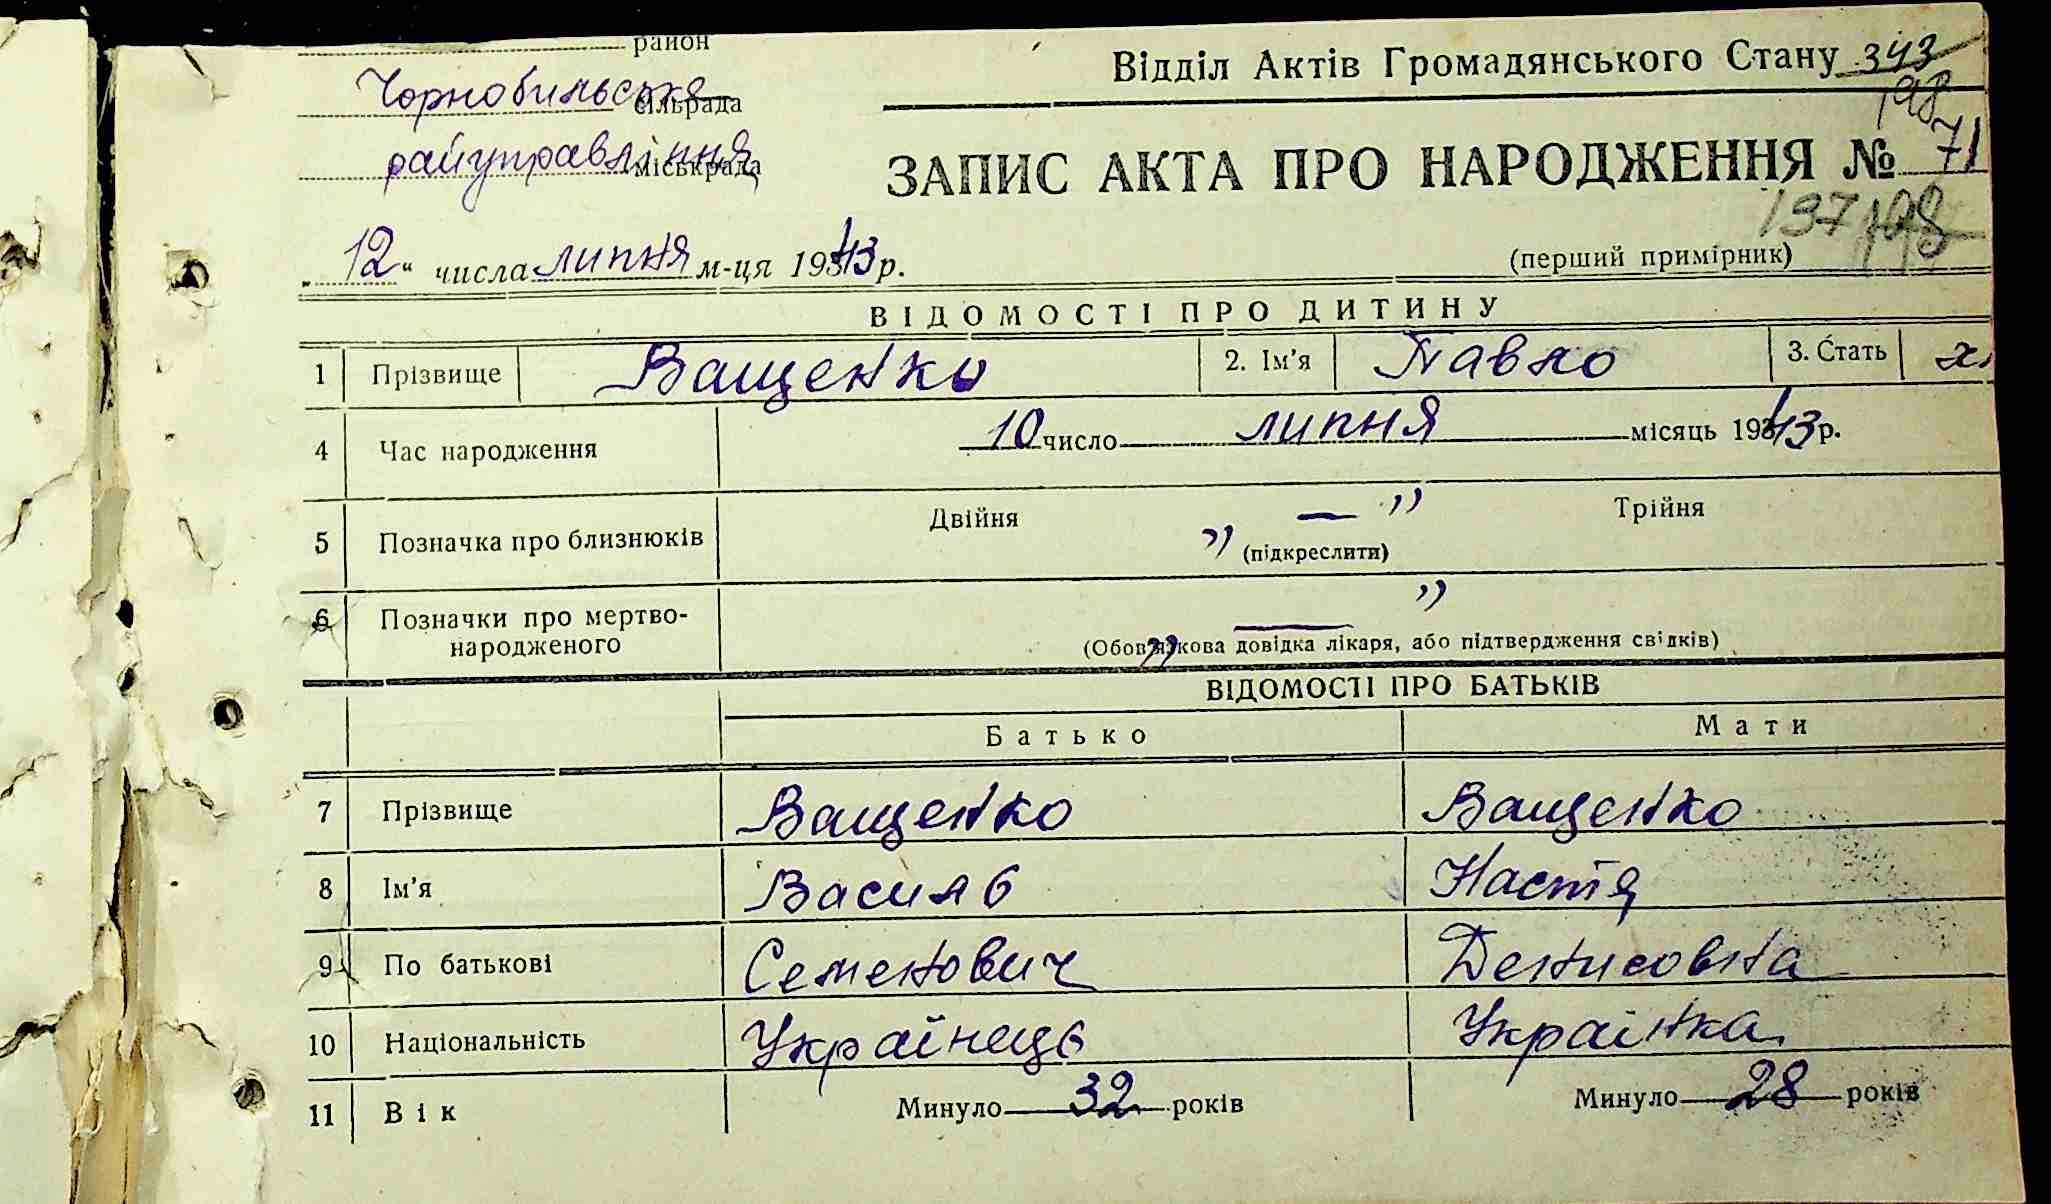 район
Відділ Актів Громадянського Стану 343
Чорнобильська сільрада
198
райуправління міськрада
ЗАПИС АКТА ПРО НАРОДЖЕННЯ № 71
137 198
„12“ числа липня м-ця 1943 р.
(перший примірник)
ВІДОМОСТІ ПРО ДИТИНУ
1 Прізвище Ващенко 2. Ім'я Павло 3. Стать х.
4 Час народження 10 число липня місяць 1943 р.
5 Позначка про близнюків Двійня " — " Трійня
(підкреслити)
6 Позначки про мертво-
народженого " — "
(Обов'язкова довідка лікаря, або підтвердження свідків)
ВІДОМОСТІ ПРО БАТЬКІВ
Батько Мати
7 Прізвище Ващенко Ващенко
8 Ім'я Василь Настя
9 По батькові Семенович Денисовна
10 Національність Українець Українка
11 Вік Минуло 32 років Минуло 28 років